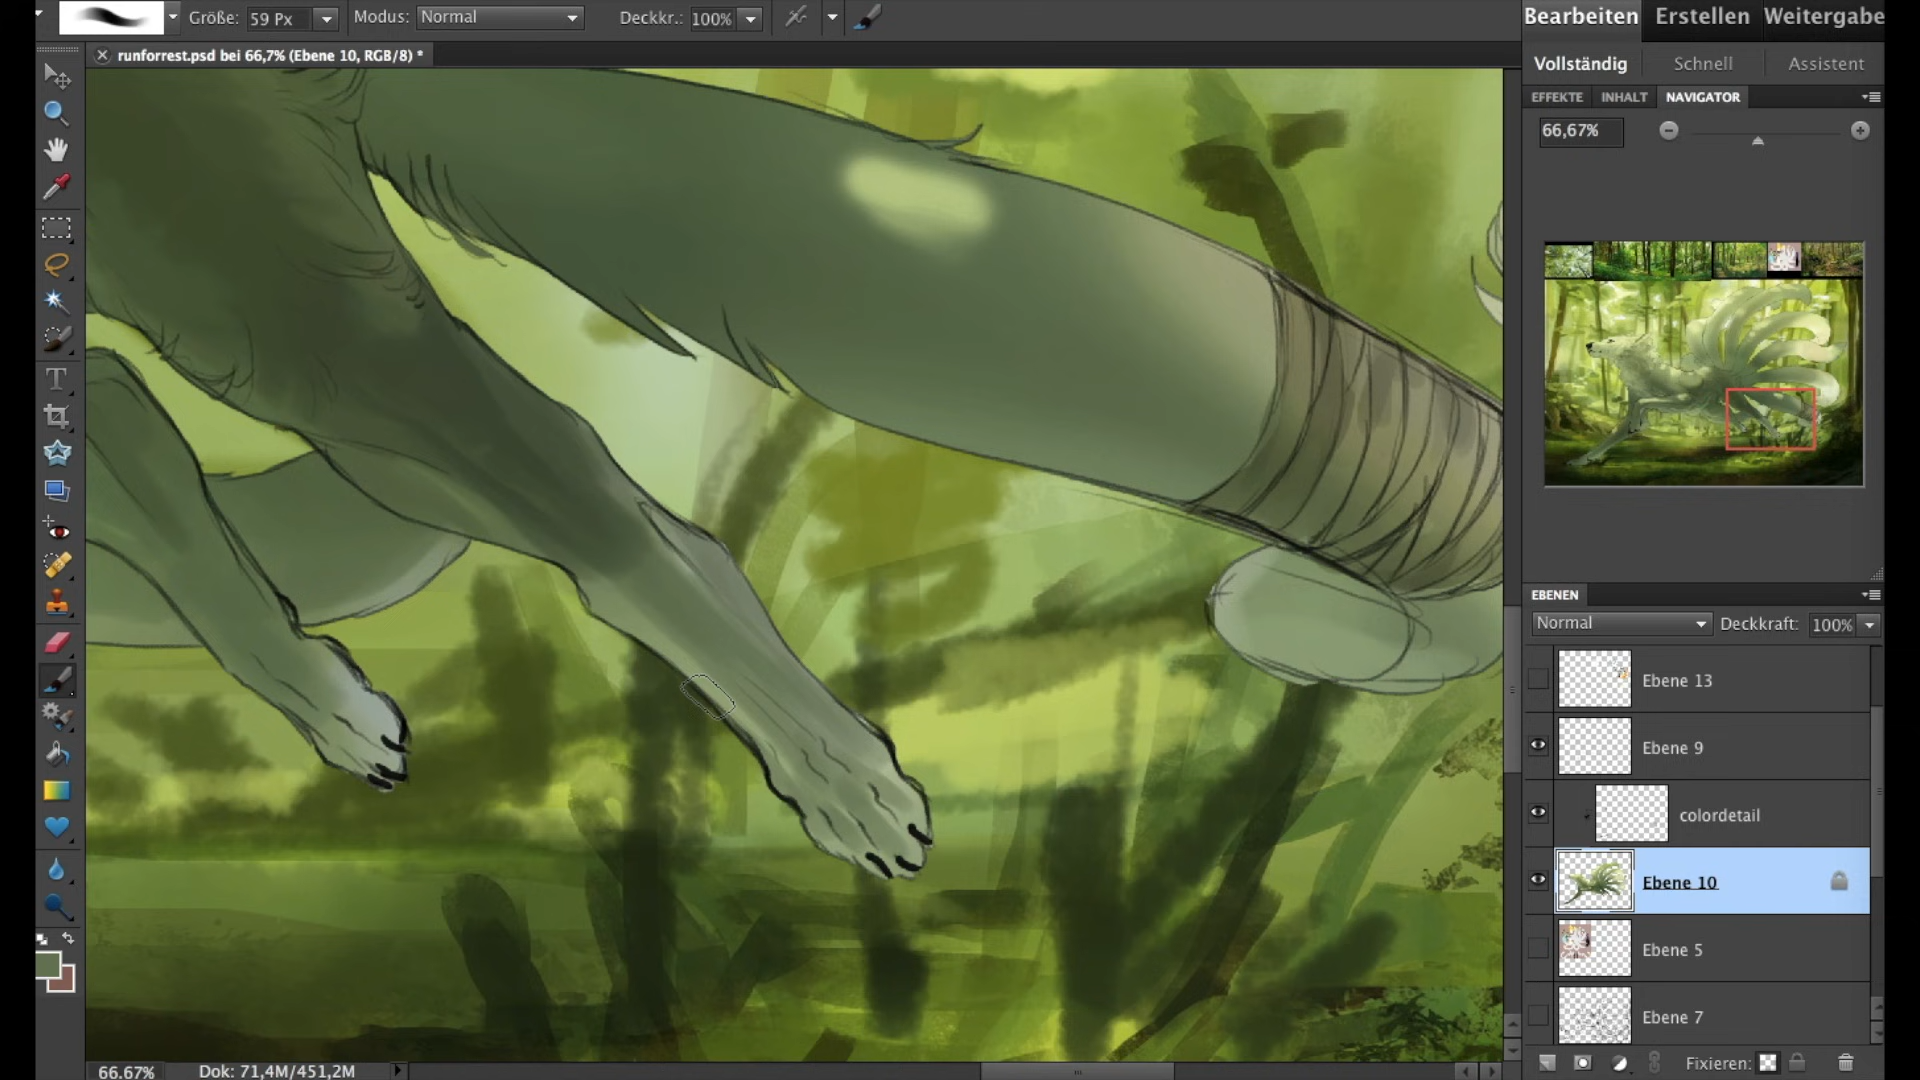 Größe: 59 Px Modus: Normal Deckkr.: 100%
Bearbeiten Erstellen Weitergabe
runforrest.psd bei 66,7% (Ebene 10, RGB/8) *
Vollständig Schnell Assistent
EFFEKTE INHALT NAVIGATOR
66,67%
T
EBENEN
Normal Deckkraft: 100%
Ebene 13
Ebene 9
colordetail
Ebene 10
Ebene 5
Ebene 7
Fixieren:
66.67% Dok: 71,4M/451,2M